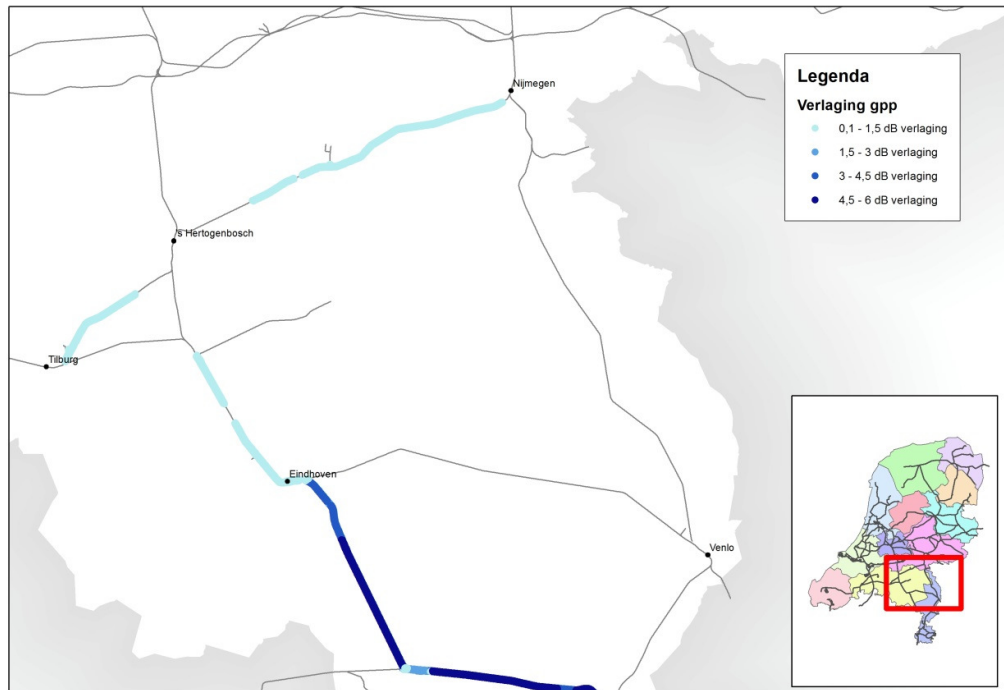 Nijmegen
's Hertogenbosch
Tilburg
Eindhoven
Venlo
Legenda
Verlaging gpp
0,1 - 1,5 dB verlaging
1,5 - 3 dB verlaging
3 - 4,5 dB verlaging
4,5 - 6 dB verlaging